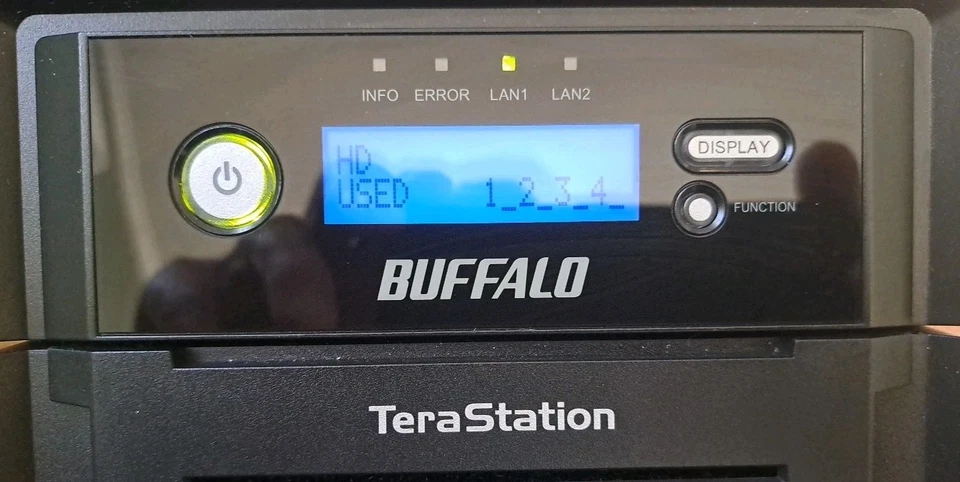 INFO ERROR LAN1 LAN2
HD
USED 1_2_3_4_
DISPLAY
FUNCTION
BUFFALO
TeraStation